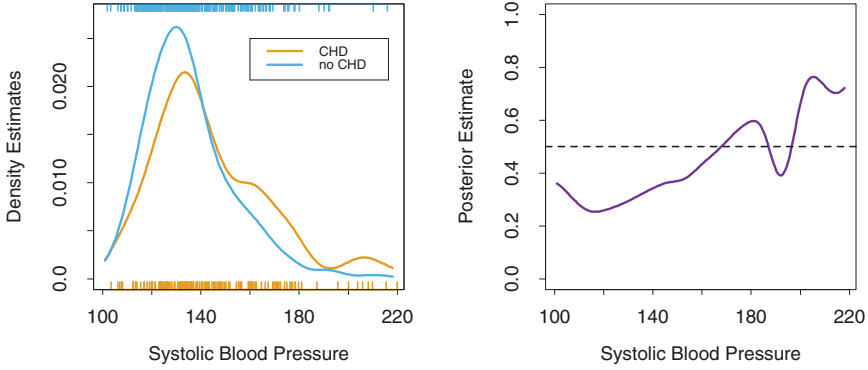 Density Estimates
0.0
0.010
0.020
CHD
no CHD
100
140
180
220
Systolic Blood Pressure
Posterior Estimate
0.0
0.2
0.4
0.6
0.8
1.0
100
140
180
220
Systolic Blood Pressure